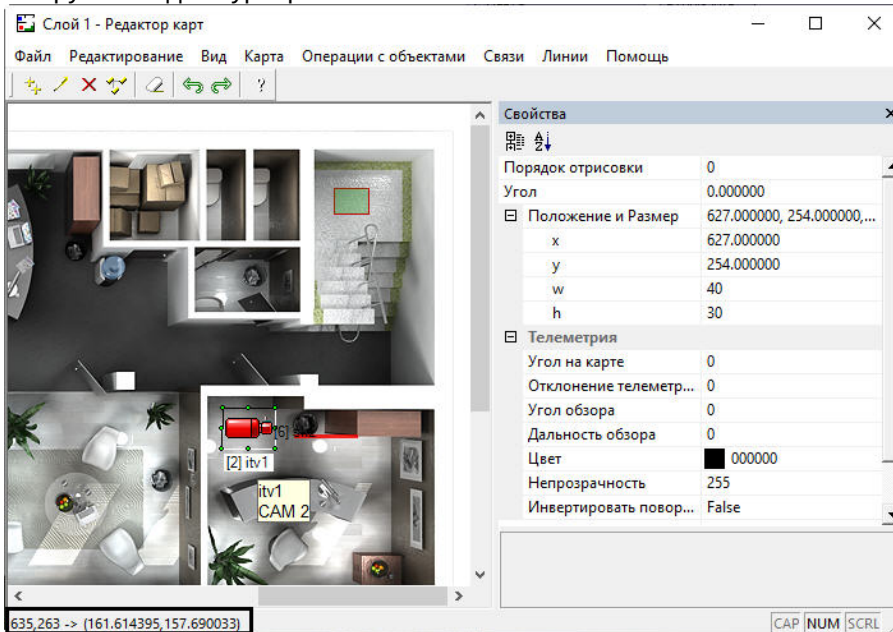 Слой 1 - Редактор карт
Файл Редактирование Вид Карта Операции с объектами Связи Линии Помощь
Свойства
Порядок отрисовки 0
Угол 0.000000
Положение и Размер 627.000000, 254.000000,...
x 627.000000
y 254.000000
w 40
h 30
Телеметрия
Угол на карте 0
Отклонение телеметр... 0
Угол обзора 0
Дальность обзора 0
Цвет 000000
Непрозрачность 255
Инвертировать повор... False
[6]
[2] itv1
itv1
CAM 2
635,263 -> (161.614395,157.690033)
CAP NUM SCRL